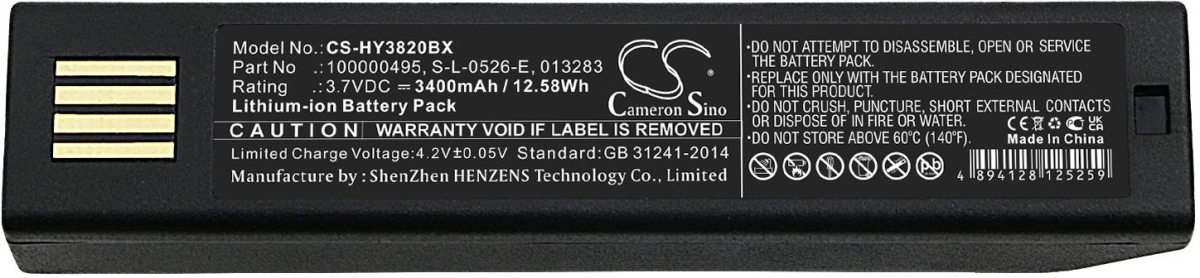 Model No.:CS-HY3820BX
Part No .:100000495, S-L-0526-E, 013283
Rating .:3.7VDC ⎓ 3400mAh / 12.58Wh
Lithium-ion Battery Pack
CS
Cameron Sino
CAUTION WARRANTY VOID IF LABEL IS REMOVED
Limited Charge Voltage:4.2V±0.05V Standard:GB 31241-2014
Manufacture by : ShenZhen HENZENS Technology Co., Limited
•DO NOT ATTEMPT TO DISASSEMBLE, OPEN OR SERVICE
THE BATTERY PACK.
•REPLACE ONLY WITH THE BATTERY PACK DESIGNATED
FOR THIS PRODUCT.
•DO NOT CRUSH, PUNCTURE, SHORT EXTERNAL CONTACTS
OR DISPOSE OF IN FIRE OR WATER.
•DO NOT STORE ABOVE 60°C (140°F).
CE EAC UKCA
Made In China
4 894128 125259